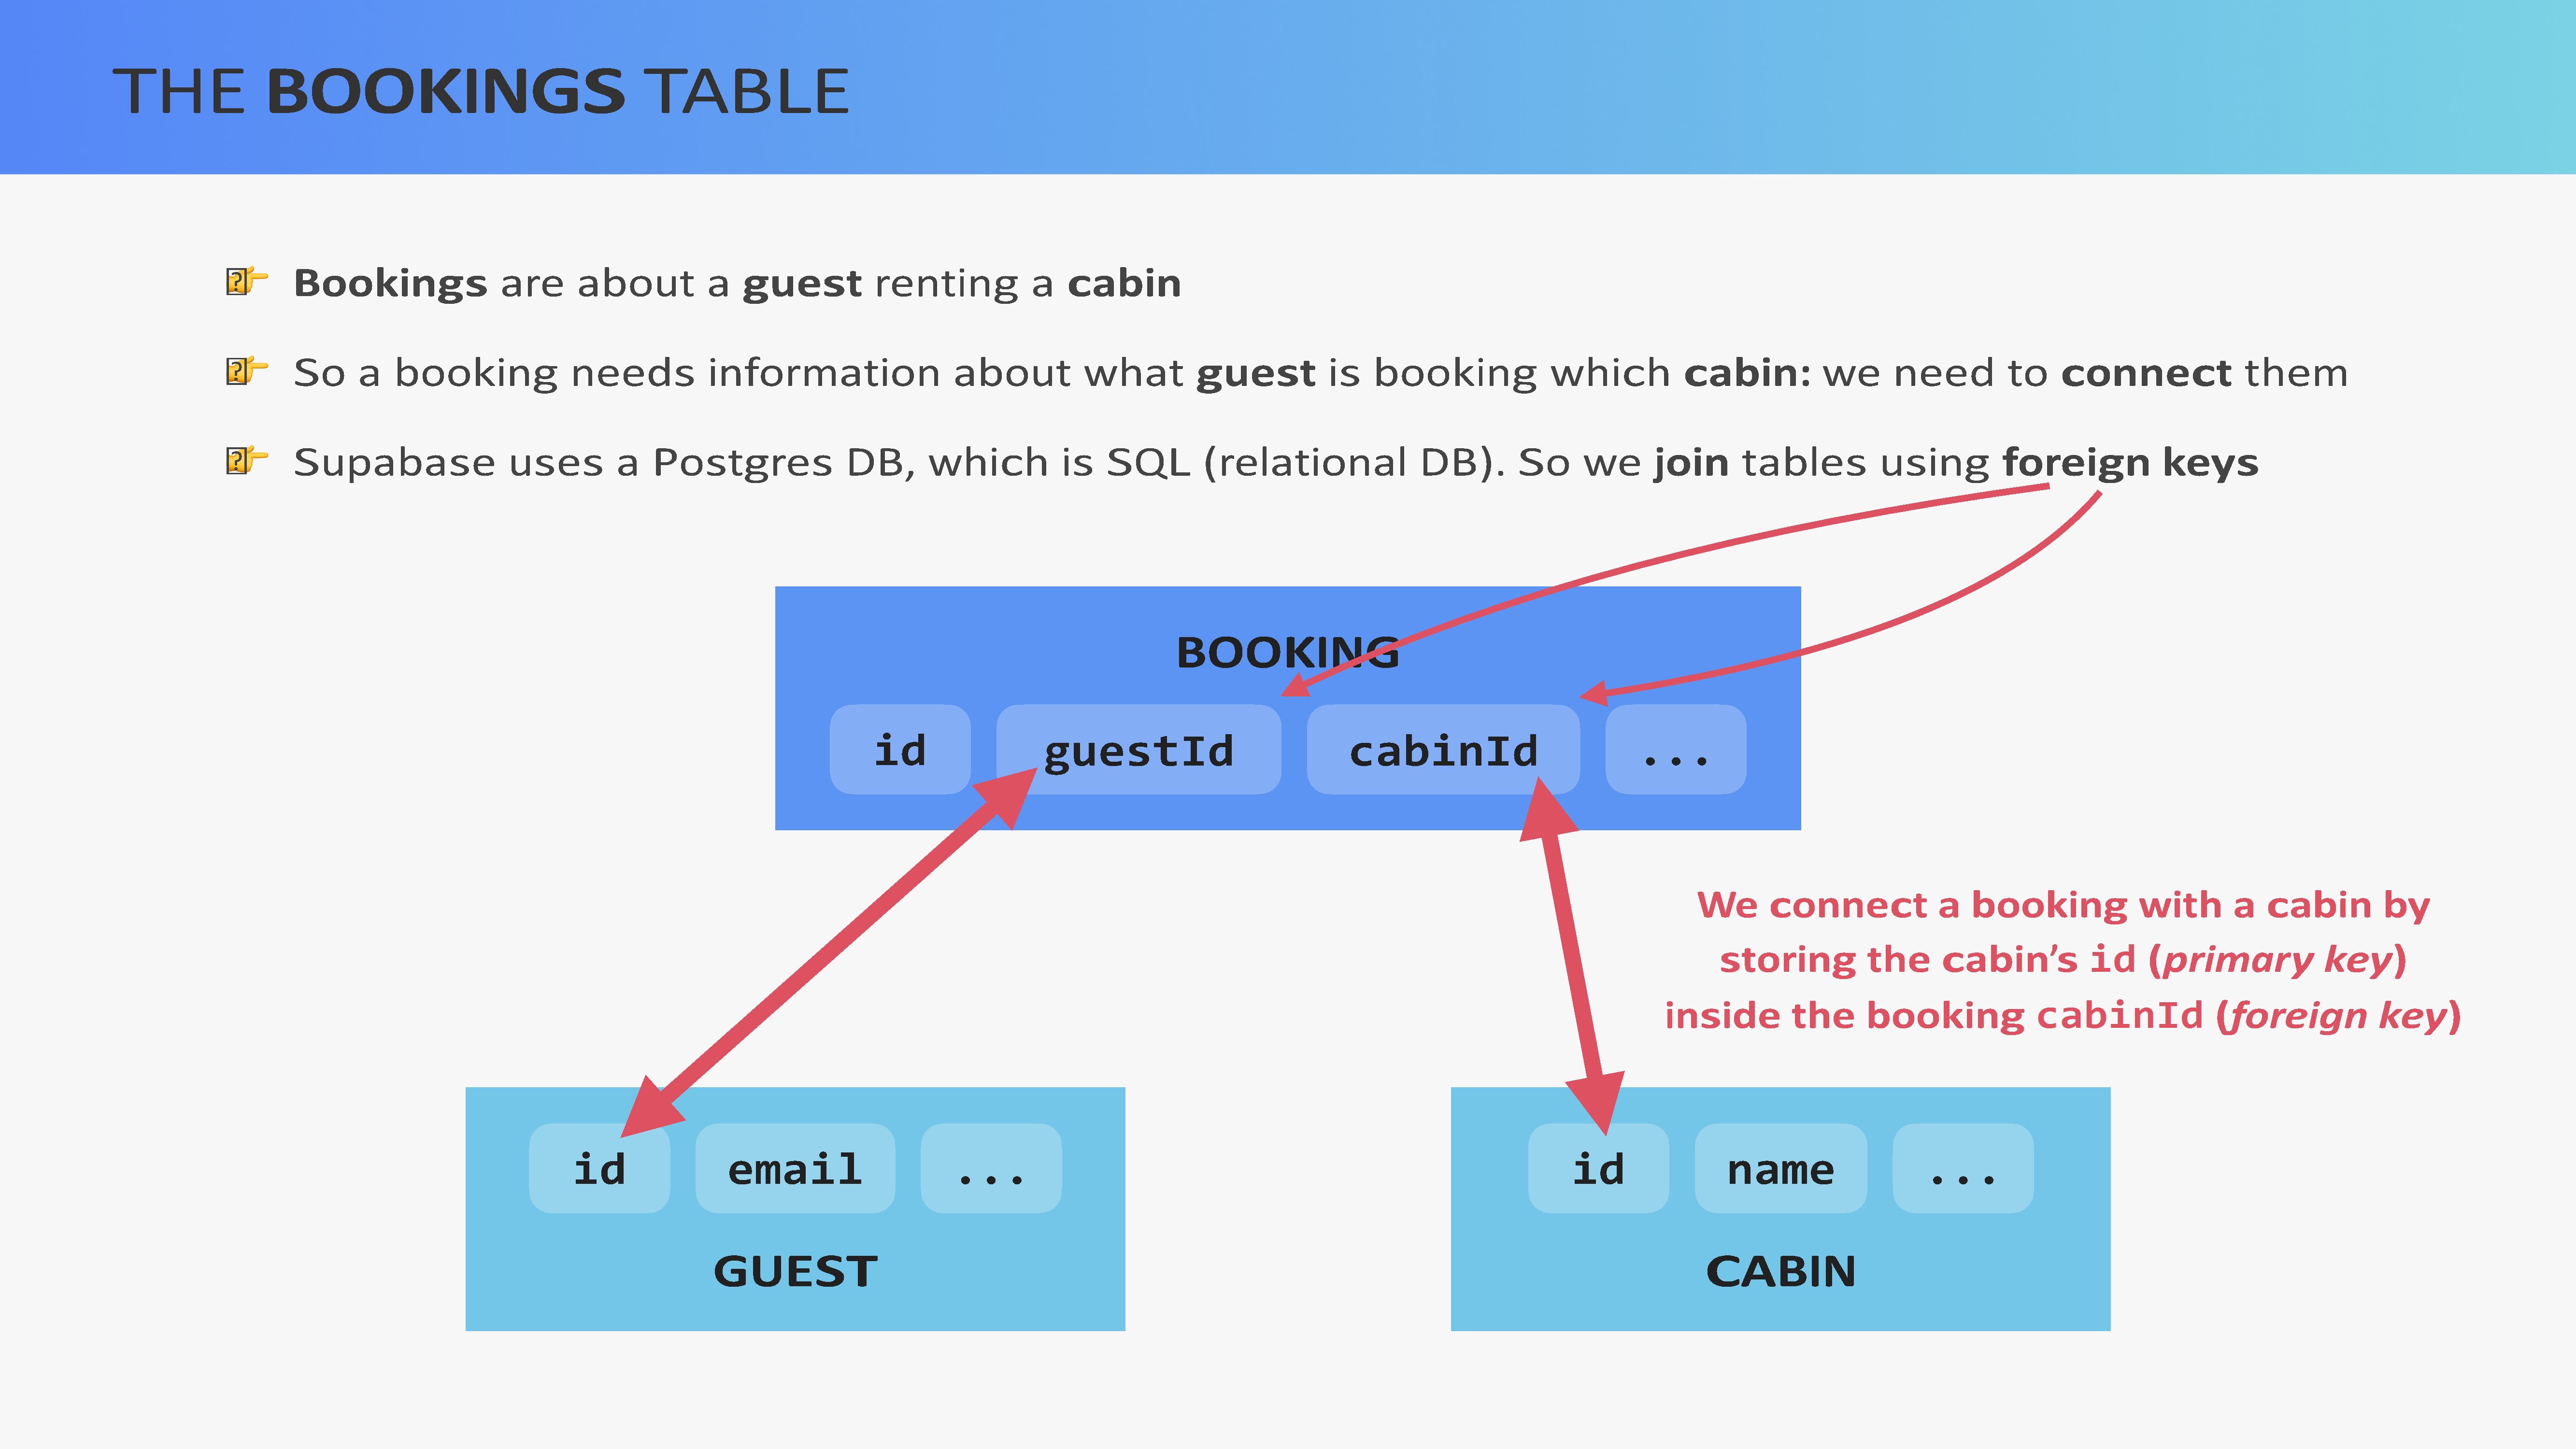 THE BOOKINGS TABLE
Bookings are about a guest renting a cabin
So a booking needs information about what guest is booking which cabin: we need to connect them
Supabase uses a Postgres DB, which is SQL (relational DB). So we join tables using foreign keys
BOOKING
id guestId cabinId ...
We connect a booking with a cabin by
storing the cabin’s id (primary key)
inside the booking cabinId (foreign key)
id email ...
GUEST
id name ...
CABIN